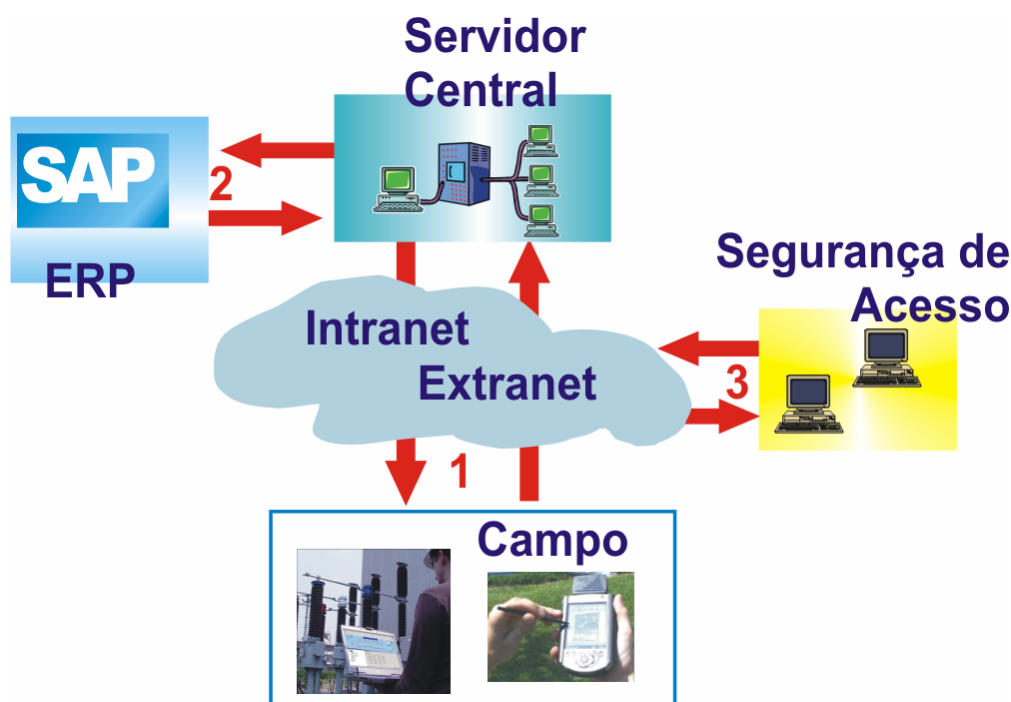 Servidor
Central
SAP
2
ERP
Segurança de
Acesso
Intranet
Extranet
3
1
Campo